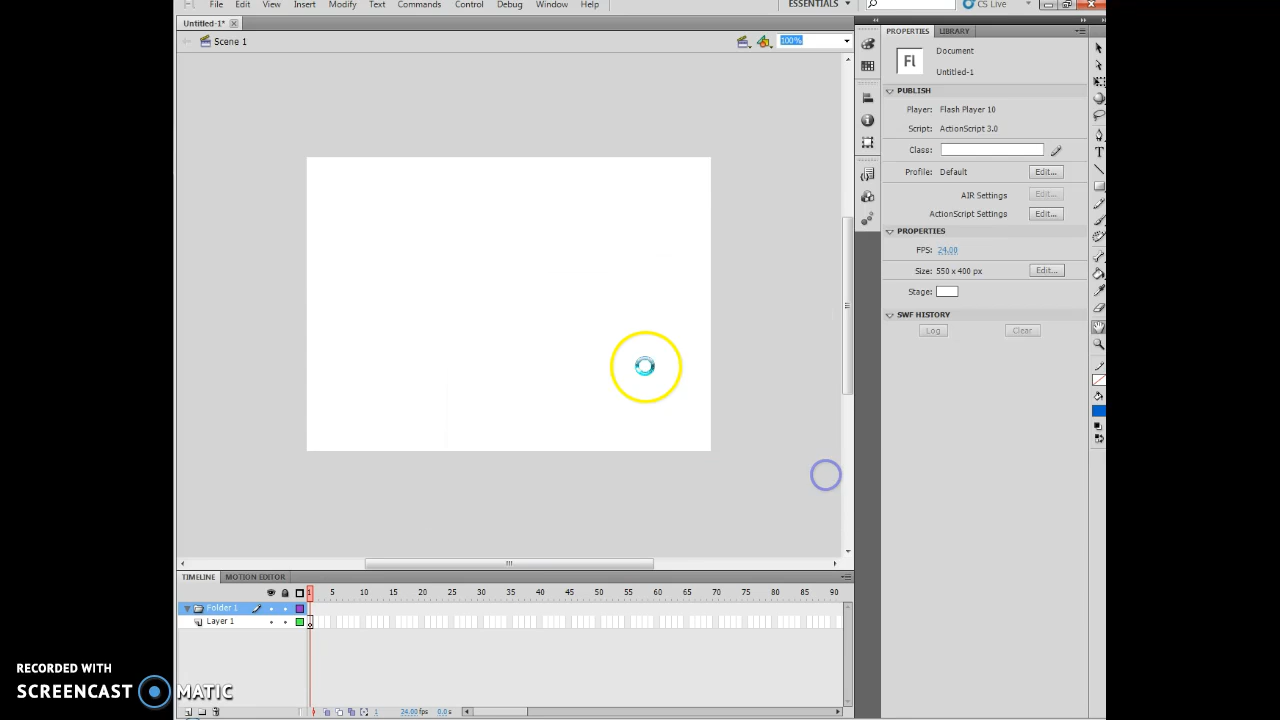 File Edit View Insert Modify Text Commands Control Debug Window Help ESSENTIALS CS Live
Untitled-1*
Scene 1 100%
PROPERTIES LIBRARY
Fl Document
Untitled-1
PUBLISH
Player: Flash Player 10
Script: ActionScript 3.0
Class:
Profile: Default Edit...
AIR Settings Edit...
ActionScript Settings Edit...
PROPERTIES
FPS: 24.00
Size: 550 x 400 px Edit...
Stage:
SWF HISTORY
Log Clear
TIMELINE MOTION EDITOR
1 5 10 15 20 25 30 35 40 45 50 55 60 65 70 75 80 85 90
Folder 1
Layer 1
1 24.00 fps 0.0s
RECORDED WITH
SCREENCAST MATIC